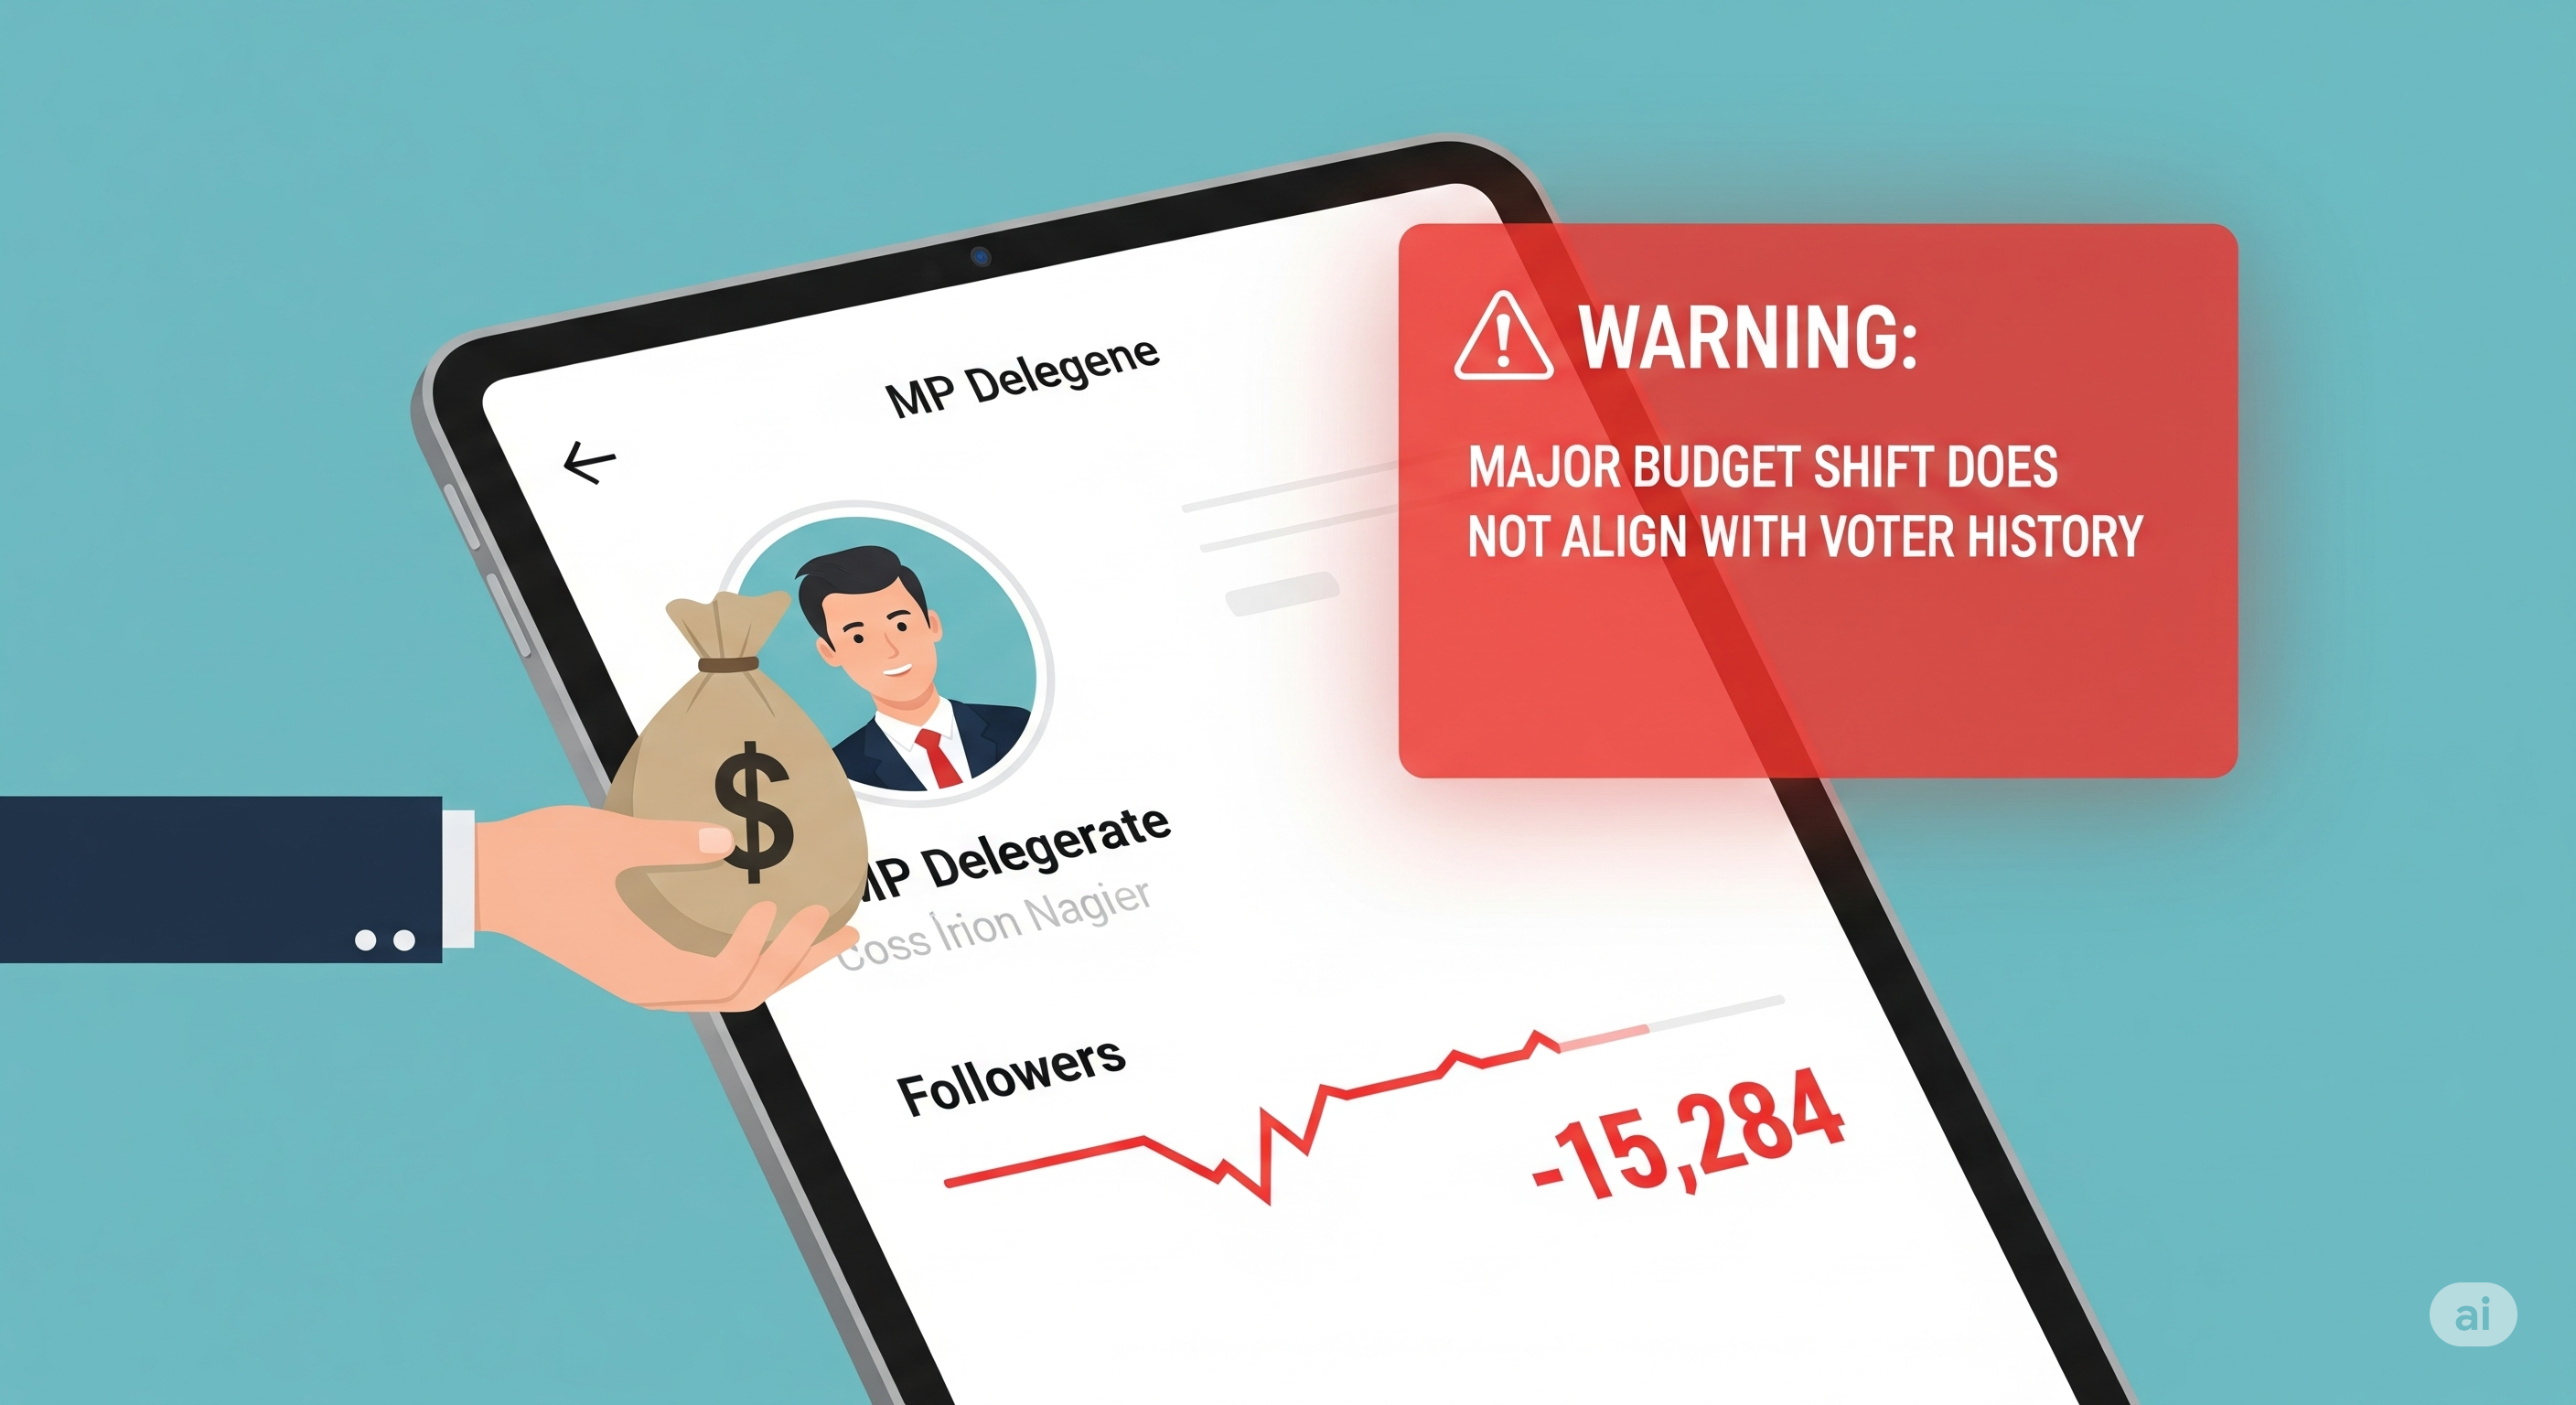 MP Delegene
WARNING:
MAJOR BUDGET SHIFT DOES
NOT ALIGN WITH VOTER HISTORY
$
MP Delegerate
Coss İrion Nagier
Followers
-15,284
ai